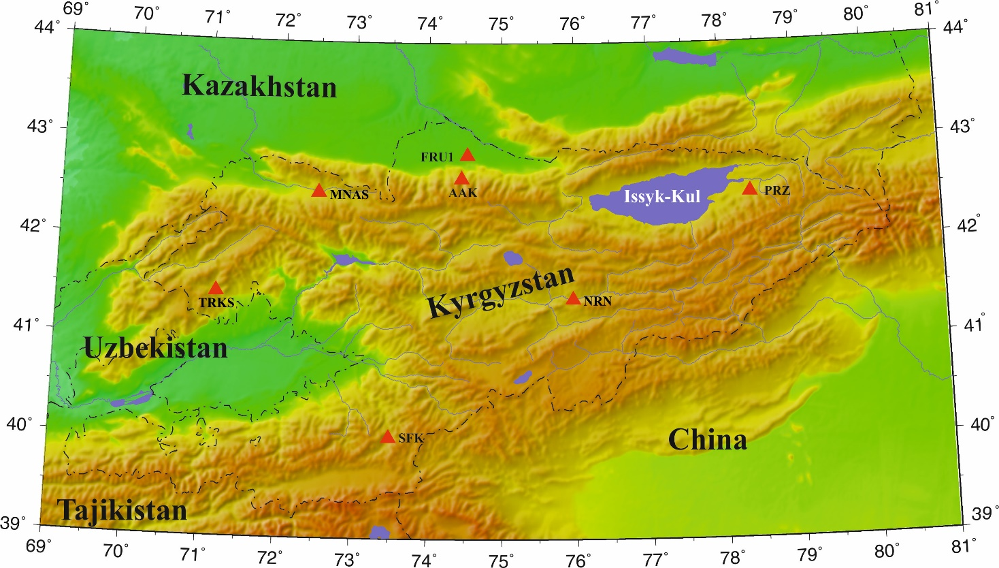 69° 70° 71° 72° 73° 74° 75° 76° 77° 78° 79° 80° 81°
44° 44°
Kazakhstan
43° 43°
FRU1
AAK
MNAS
Issyk-Kul
PRZ
42° 42°
Kyrgyzstan
TRKS
NRN
41° 41°
Uzbekistan
40° 40°
SFK
China
Tajikistan
39° 39°
69° 70° 71° 72° 73° 74° 75° 76° 77° 78° 79° 80° 81°